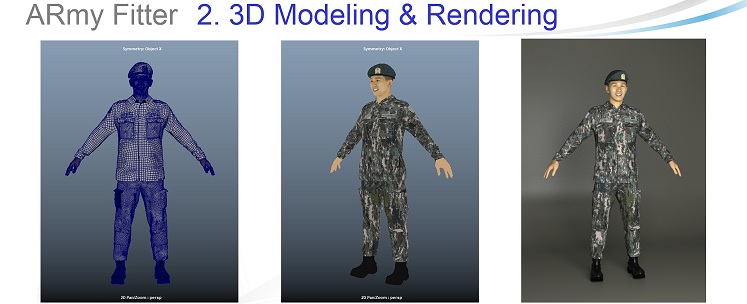 ARmy Fitter 2. 3D Modeling & Rendering
Symmetry: Object X
Symmetry: Object X
2D Pan/Zoom : persp
2D Pan/Zoom : persp